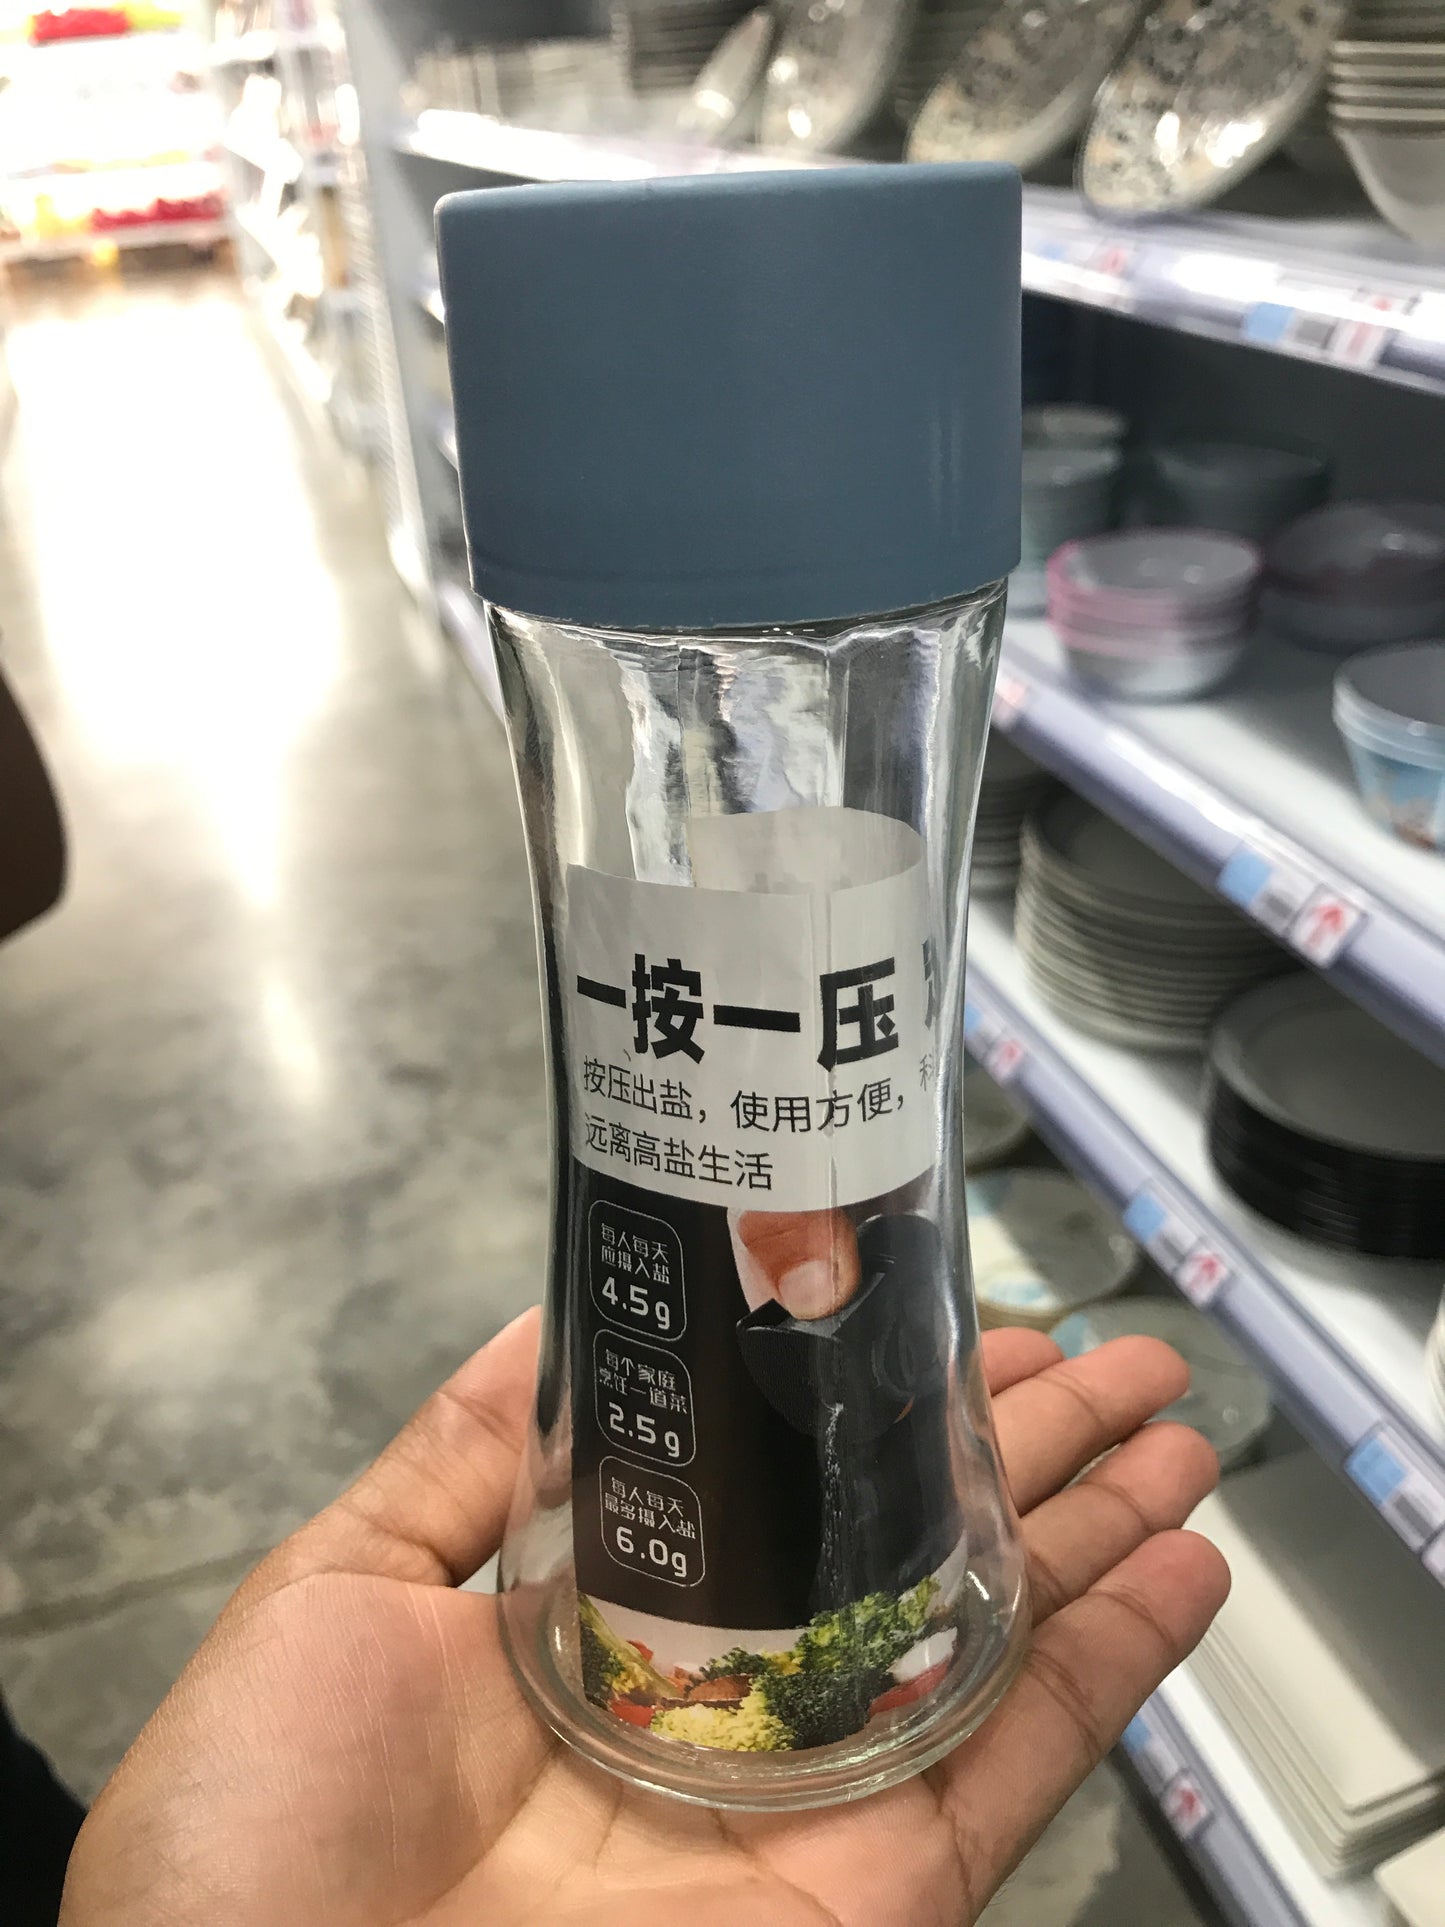 一按一压
按压出盐，使用方便，科
远离高盐生活
每人每天
应摄入盐
4.5g
每个家庭
烹饪一道菜
2.5g
每人每天
最多摄入盐
6.0g